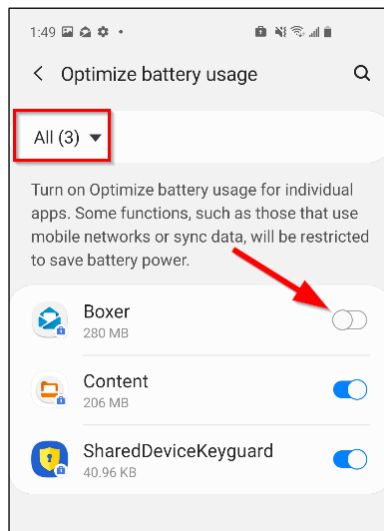 1:49
Optimize battery usage
All (3)
Turn on Optimize battery usage for individual
apps. Some functions, such as those that use
mobile networks or sync data, will be restricted
to save battery power.
Boxer
280 MB
Content
206 MB
SharedDeviceKeyguard
40.96 KB